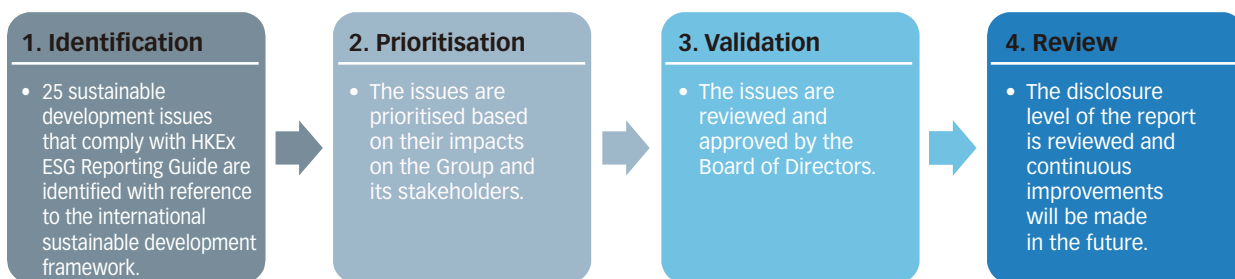 1. Identification
• 25 sustainable
development issues
that comply with HKEx
ESG Reporting Guide are
identified with reference
to the international
sustainable development
framework.
2. Prioritisation
• The issues are
prioritised based
on their impacts
on the Group and
its stakeholders.
3. Validation
• The issues are
reviewed and
approved by the
Board of Directors.
4. Review
• The disclosure
level of the report
is reviewed and
continuous
improvements
will be made
in the future.